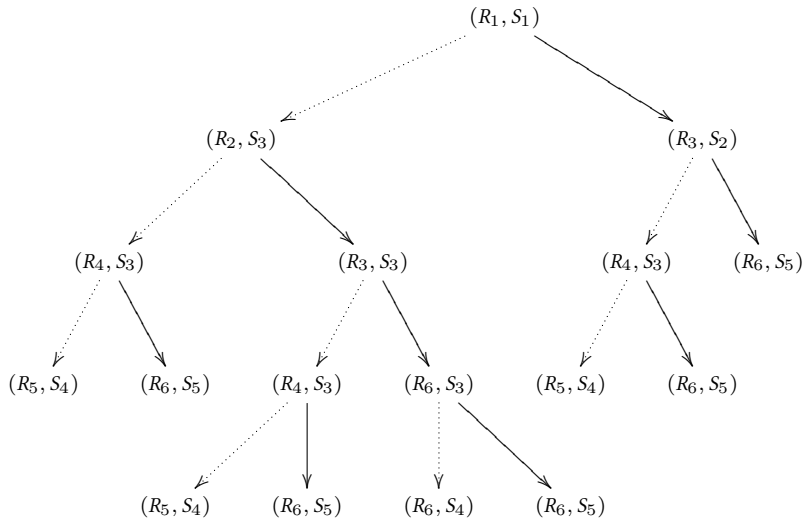 (R₁, S₁)
(R₂, S₃) (R₃, S₂)
(R₄, S₃) (R₃, S₃) (R₄, S₃) (R₆, S₅)
(R₅, S₄) (R₆, S₅) (R₄, S₃) (R₆, S₃) (R₅, S₄) (R₆, S₅)
(R₅, S₄) (R₆, S₅) (R₆, S₄) (R₆, S₅)